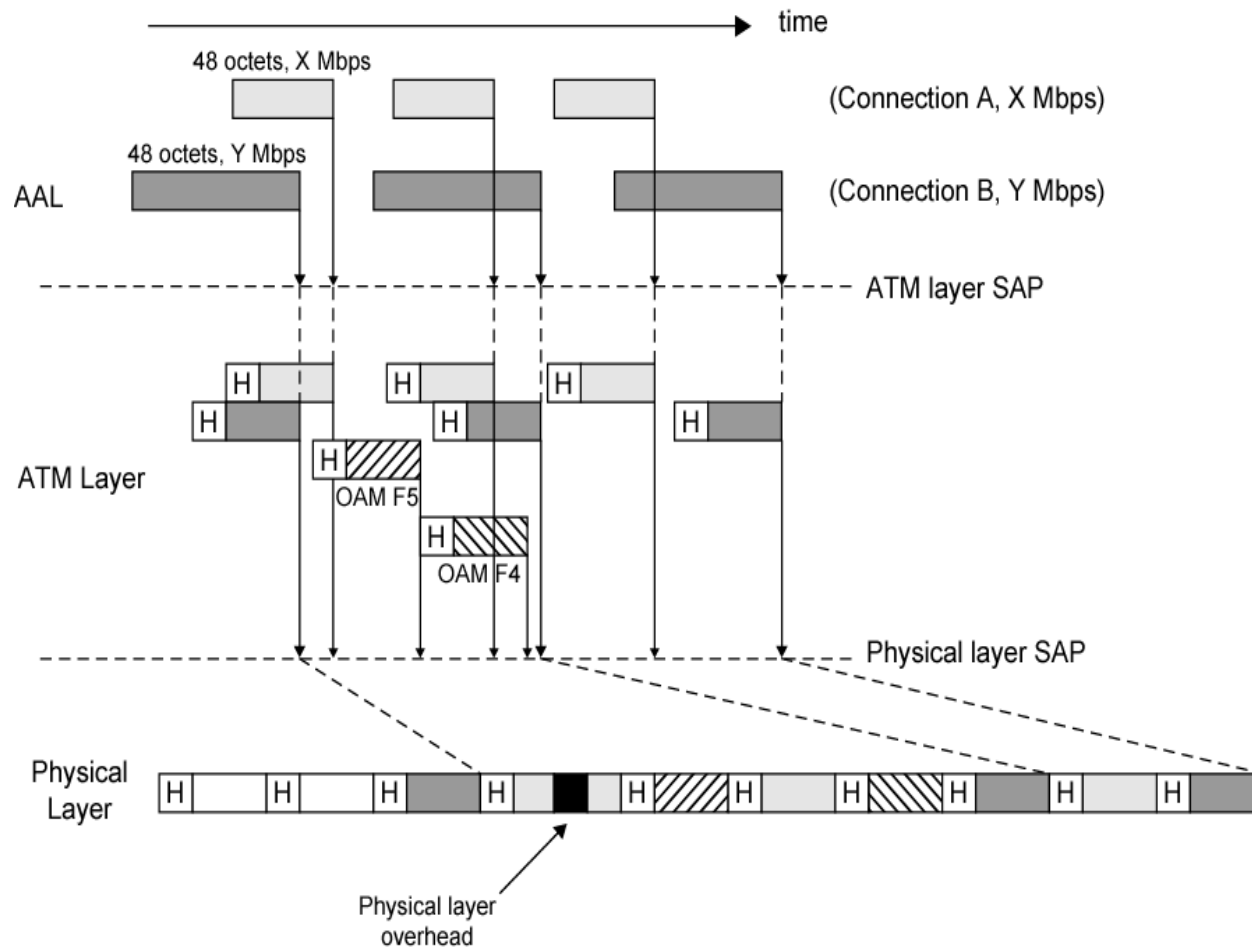 time
48 octets, X Mbps
(Connection A, X Mbps)
48 octets, Y Mbps
AAL
(Connection B, Y Mbps)
ATM layer SAP
H
H
H
H
H
H
H
ATM Layer
OAM F5
H
OAM F4
Physical layer SAP
Physical
Layer
H H H H H H H H H H
Physical layer
overhead